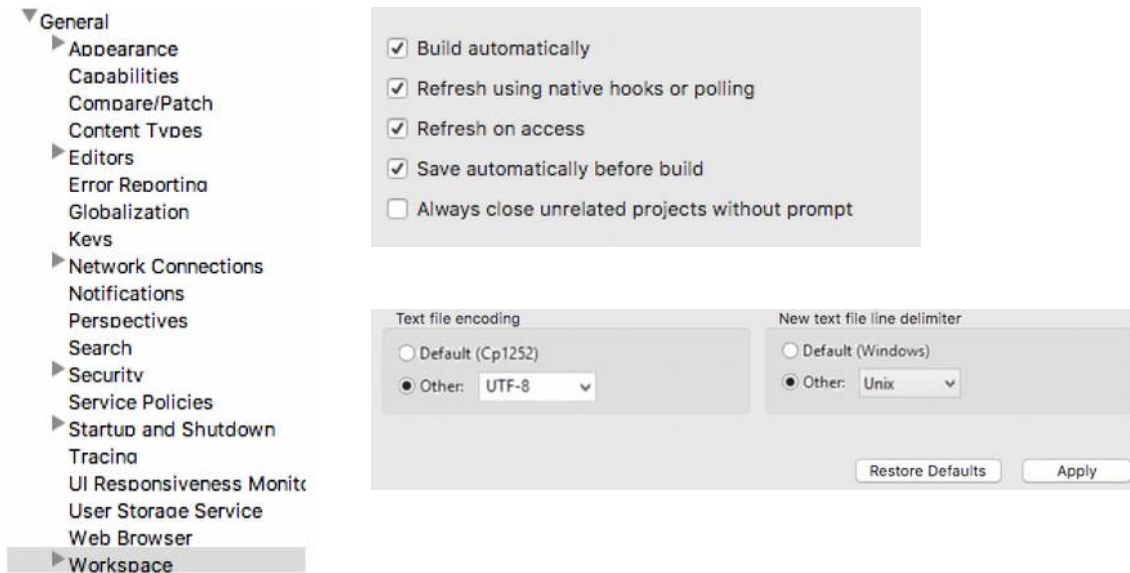 General
Appearance
Capabilities
Compare/Patch
Content Types
Editors
Error Reporting
Globalization
Keys
Network Connections
Notifications
Perspectives
Search
Security
Service Policies
Startup and Shutdown
Tracing
UI Responsiveness Monito
User Storage Service
Web Browser
Workspace
Build automatically
Refresh using native hooks or polling
Refresh on access
Save automatically before build
Always close unrelated projects without prompt
Text file encoding
Default (Cp1252)
Other: UTF-8
New text file line delimiter
Default (Windows)
Other: Unix
Restore Defaults Apply